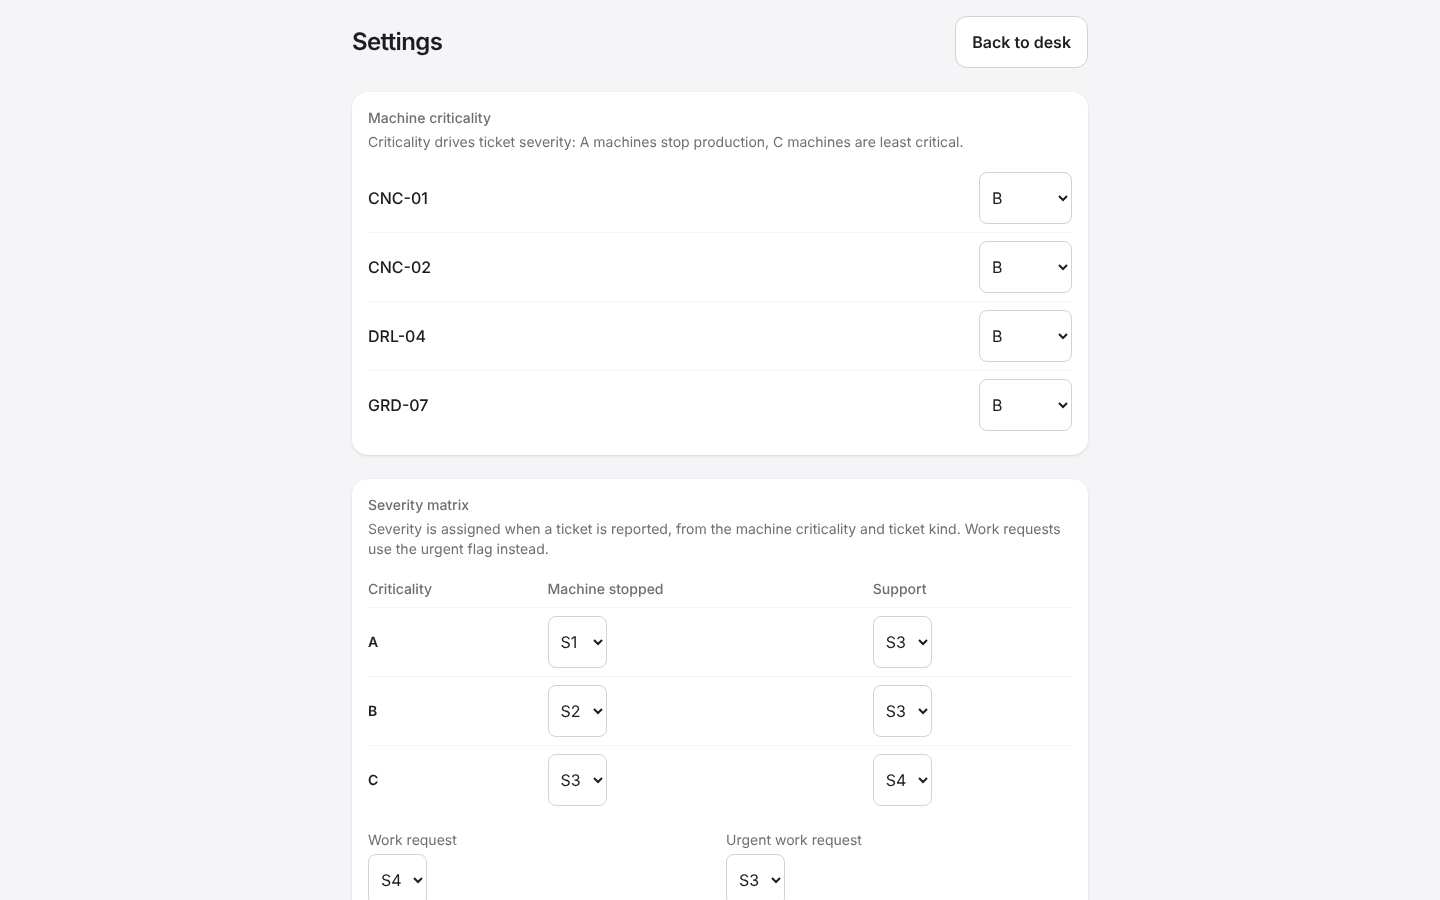 Settings
Back to desk
Machine criticality
Criticality drives ticket severity: A machines stop production, C machines are least critical.
CNC-01
B
CNC-02
B
DRL-04
B
GRD-07
B
Severity matrix
Severity is assigned when a ticket is reported, from the machine criticality and ticket kind. Work requests
use the urgent flag instead.
Criticality Machine stopped Support
A S1 S3
B S2 S3
C S3 S4
Work request Urgent work request
S4 S3